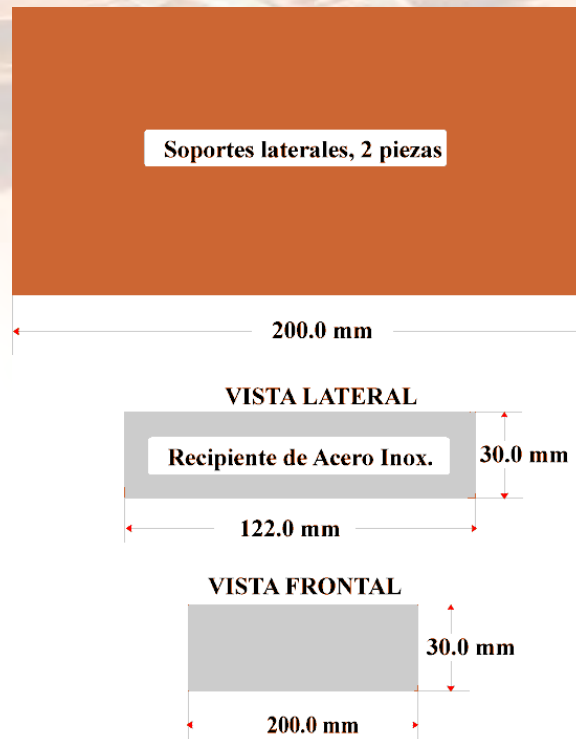 Soportes laterales, 2 piezas
200.0 mm
VISTA LATERAL
Recipiente de Acero Inox.
30.0 mm
122.0 mm
VISTA FRONTAL
30.0 mm
200.0 mm